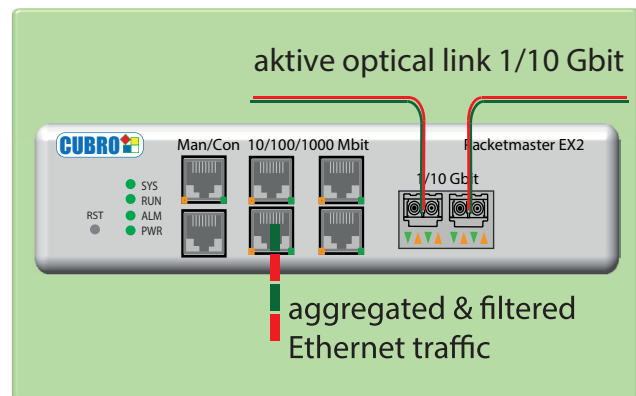 aktive optical link 1/10 Gbit
CUBRO
Man/Con 10/100/1000 Mbit
Packetmaster EX2
1/10 Gbit
SYS
RUN
ALM
PWR
RST
aggregated & filtered
Ethernet traffic